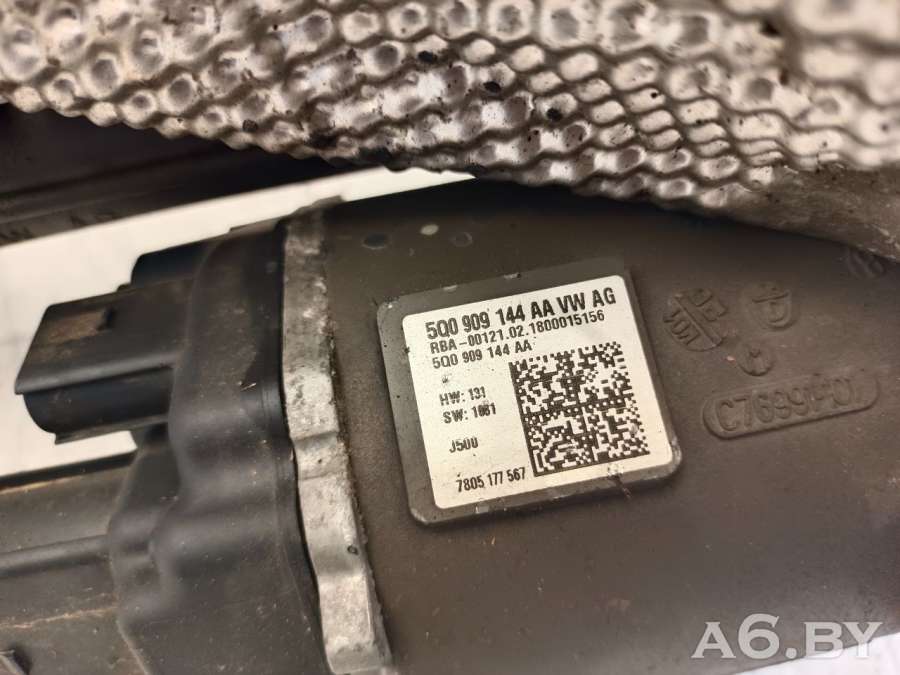 5Q0 909 144 AA VW AG
RBA-00121.02.1800015156
5Q0 909 144 AA
HW: 131
SW: 1061
J500
7805 177 567
A6.BY